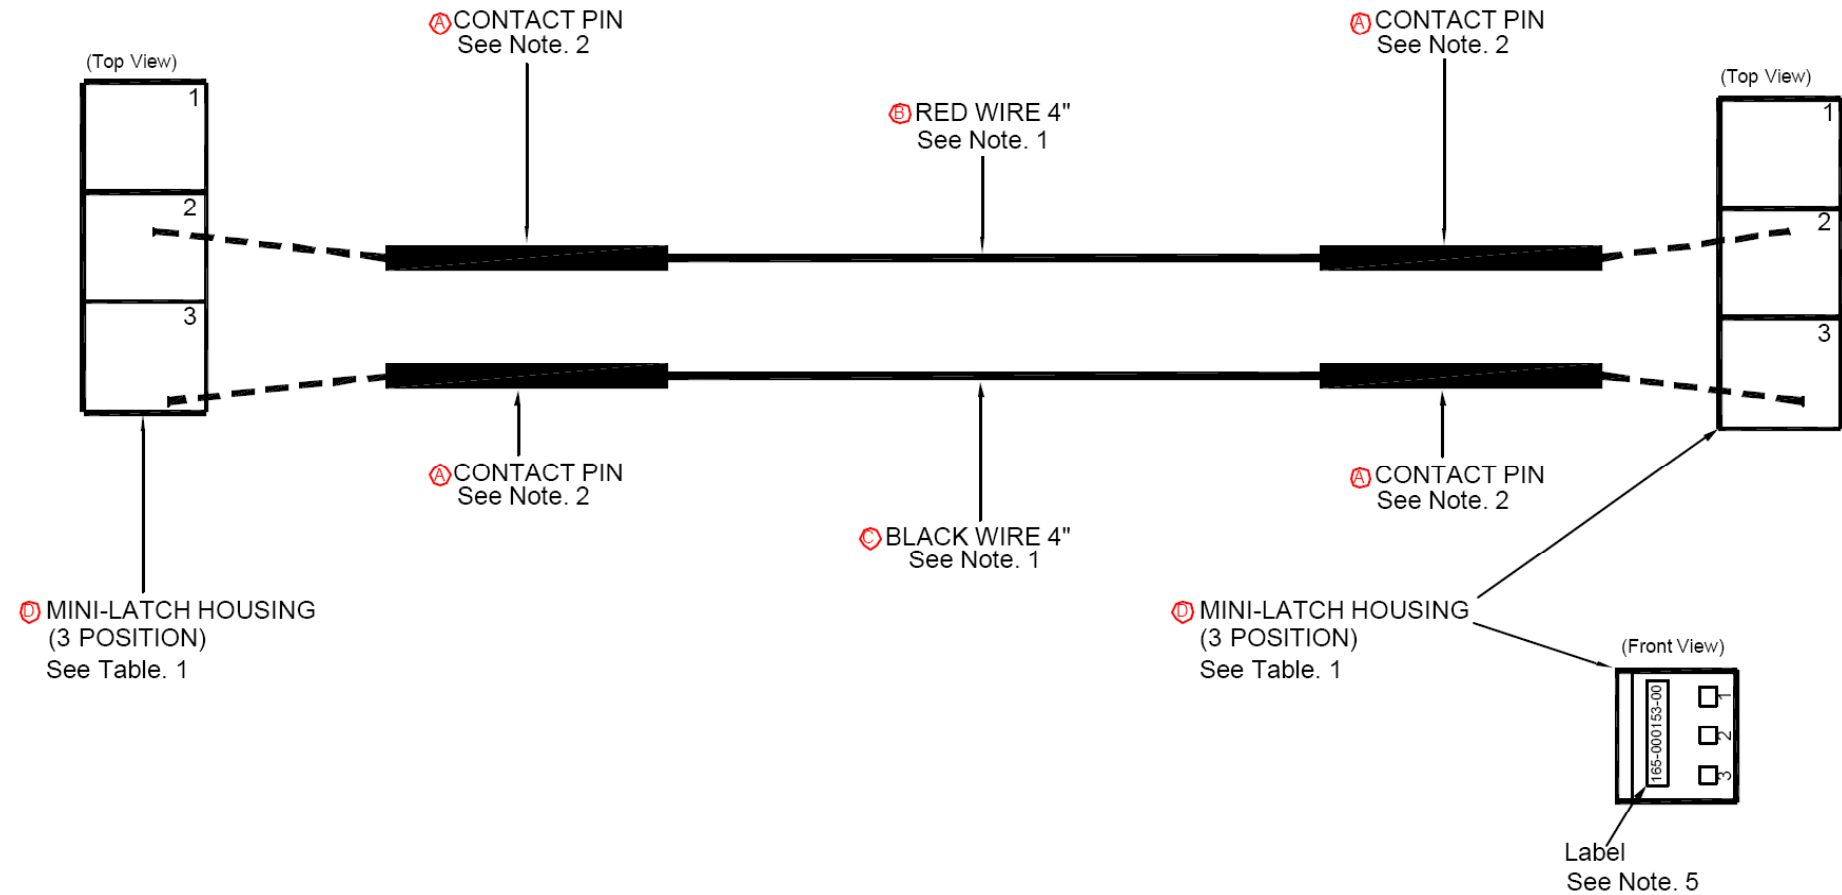 Ⓐ CONTACT PIN
See Note. 2
Ⓐ CONTACT PIN
See Note. 2
(Top View)
1
2
3
(Top View)
1
2
3
Ⓑ RED WIRE 4"
See Note. 1
Ⓐ CONTACT PIN
See Note. 2
Ⓐ CONTACT PIN
See Note. 2
Ⓒ BLACK WIRE 4"
See Note. 1
Ⓓ MINI-LATCH HOUSING
(3 POSITION)
See Table. 1
Ⓓ MINI-LATCH HOUSING
(3 POSITION)
See Table. 1
(Front View)
165-000153-00
1
2
3
Label
See Note. 5